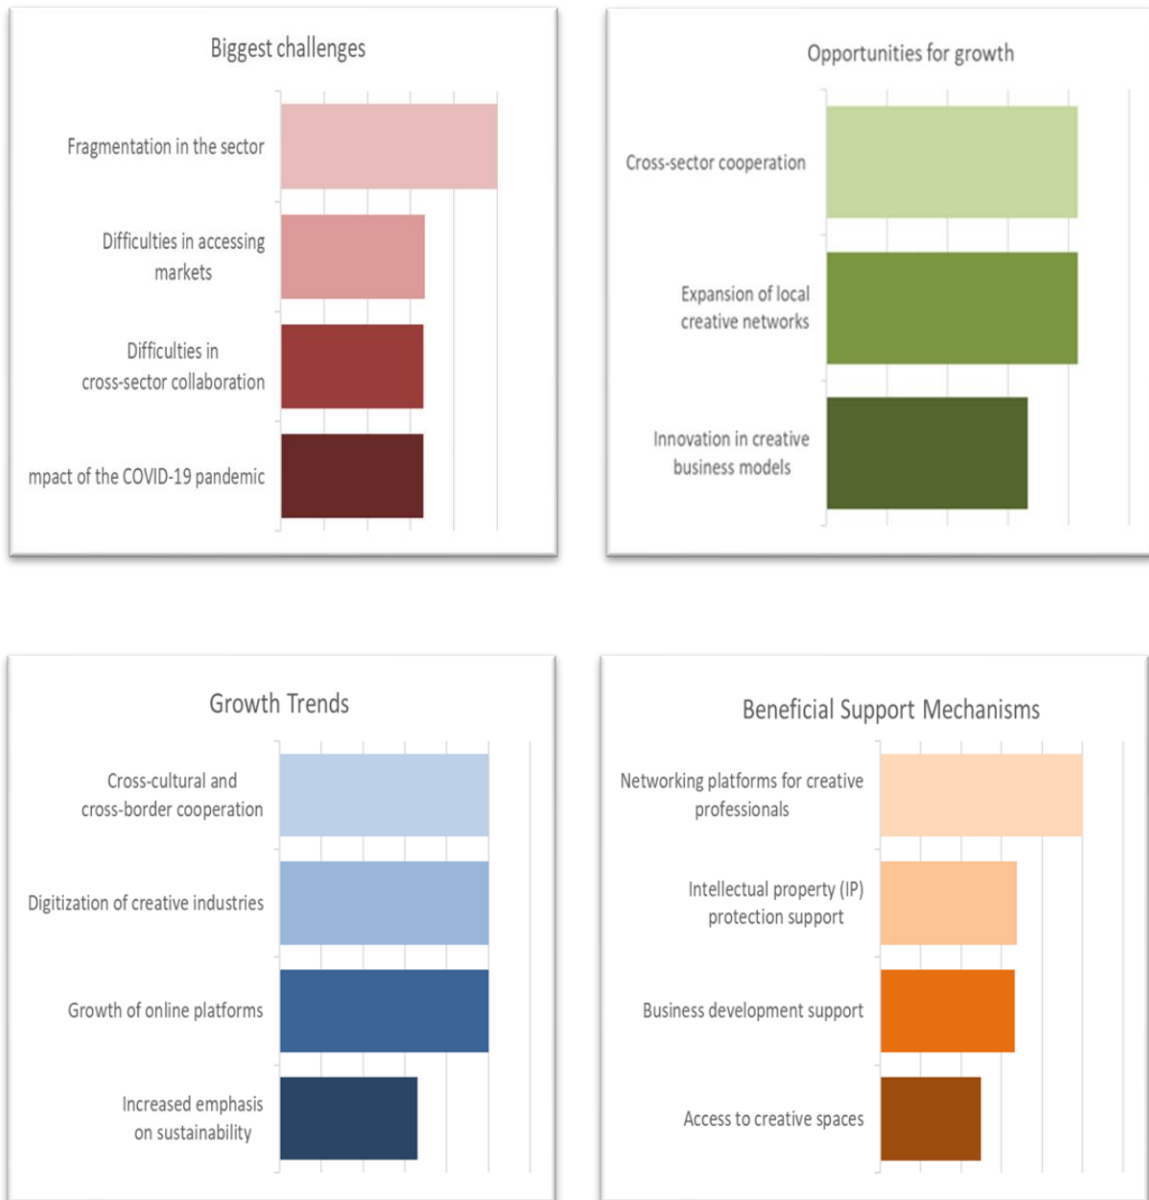 Biggest challenges
Fragmentation in the sector
Difficulties in accessing
markets
Difficulties in
cross-sector collaboration
mpact of the COVID-19 pandemic
Opportunities for growth
Cross-sector cooperation
Expansion of local
creative networks
Innovation in creative
business models
Growth Trends
Cross-cultural and
cross-border cooperation
Digitization of creative industries
Growth of online platforms
Increased emphasis
on sustainability
Beneficial Support Mechanisms
Networking platforms for creative
professionals
Intellectual property (IP)
protection support
Business development support
Access to creative spaces